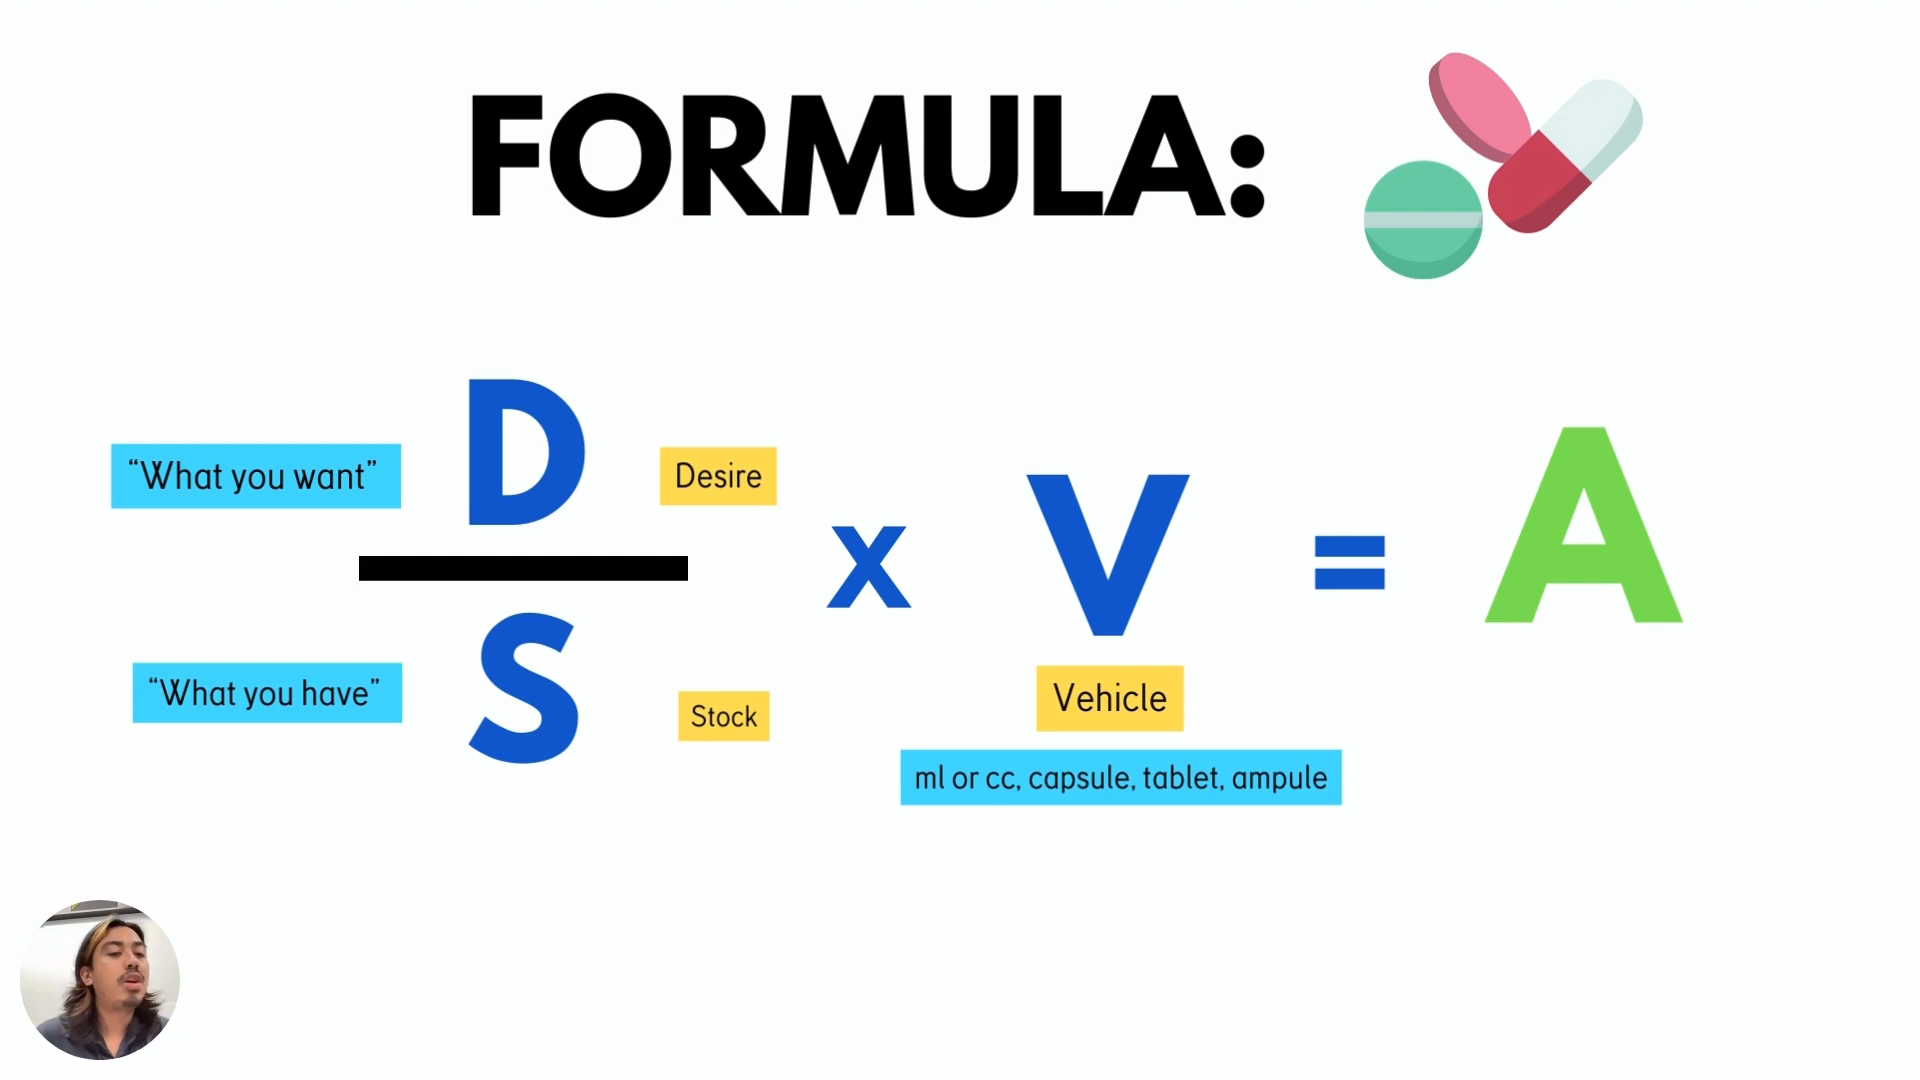 FORMULA:
“What you want”
D
Desire
x
V
=
A
“What you have”
S
Stock
Vehicle
ml or cc, capsule, tablet, ampule